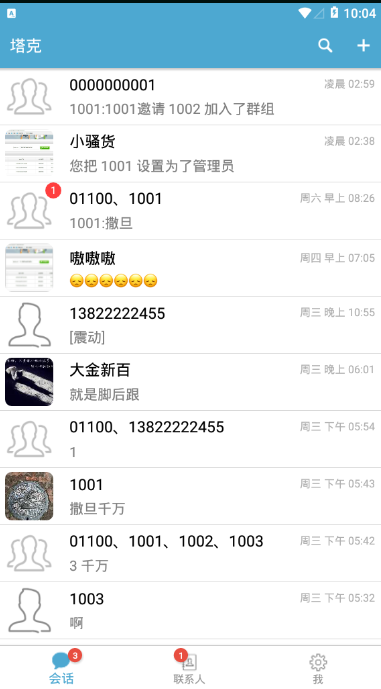 10:04
塔克
0000000001
凌晨 02:59
1001:1001邀请 1002 加入了群组
小骚货
凌晨 02:38
您把 1001 设置为了管理员
1
01100、1001
周六 早上 08:26
1001:撒旦
嗷嗷嗷
周四 早上 07:05
😞😞😞😞😞😞
13822222455
周三 晚上 10:55
[震动]
大金新百
周三 晚上 06:01
就是脚后跟
01100、13822222455
周三 下午 05:54
1
1001
周三 下午 05:43
撒旦千万
01100、1001、1002、1003
周三 下午 05:42
3 千万
1003
周三 下午 05:32
啊
3
1
会话
联系人
我